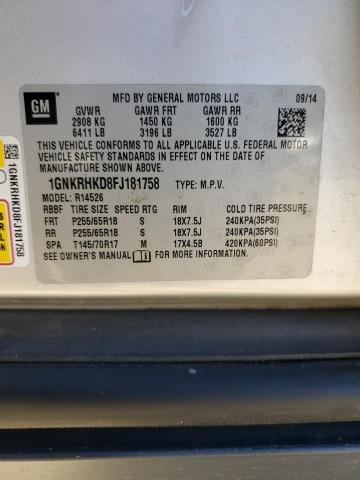 GM
MFD BY GENERAL MOTORS LLC 09/14
GVWR GAWR FRT GAWR RR
2908 KG 1450 KG 1600 KG
6411 LB 3196 LB 3527 LB
THIS VEHICLE CONFORMS TO ALL APPLICABLE U.S. FEDERAL MOTOR
VEHICLE SAFETY STANDARDS IN EFFECT ON THE DATE OF
MANUFACTURE SHOWN ABOVE.
1GNKRHKD8FJ181758 TYPE: M.P.V.
MODEL: R14526
RBBF TIRE SIZE SPEED RTG RIM COLD TIRE PRESSURE
FRT P255/65R18 S 18X7.5J 240KPA(35PSI)
RR P255/65R18 S 18X7.5J 240KPA(35PSI)
SPA T145/70R17 M 17X4.5B 420KPA(60PSI)
SEE OWNER'S MANUAL FOR MORE INFORMATION.
1GNKRHKD8FJ181758